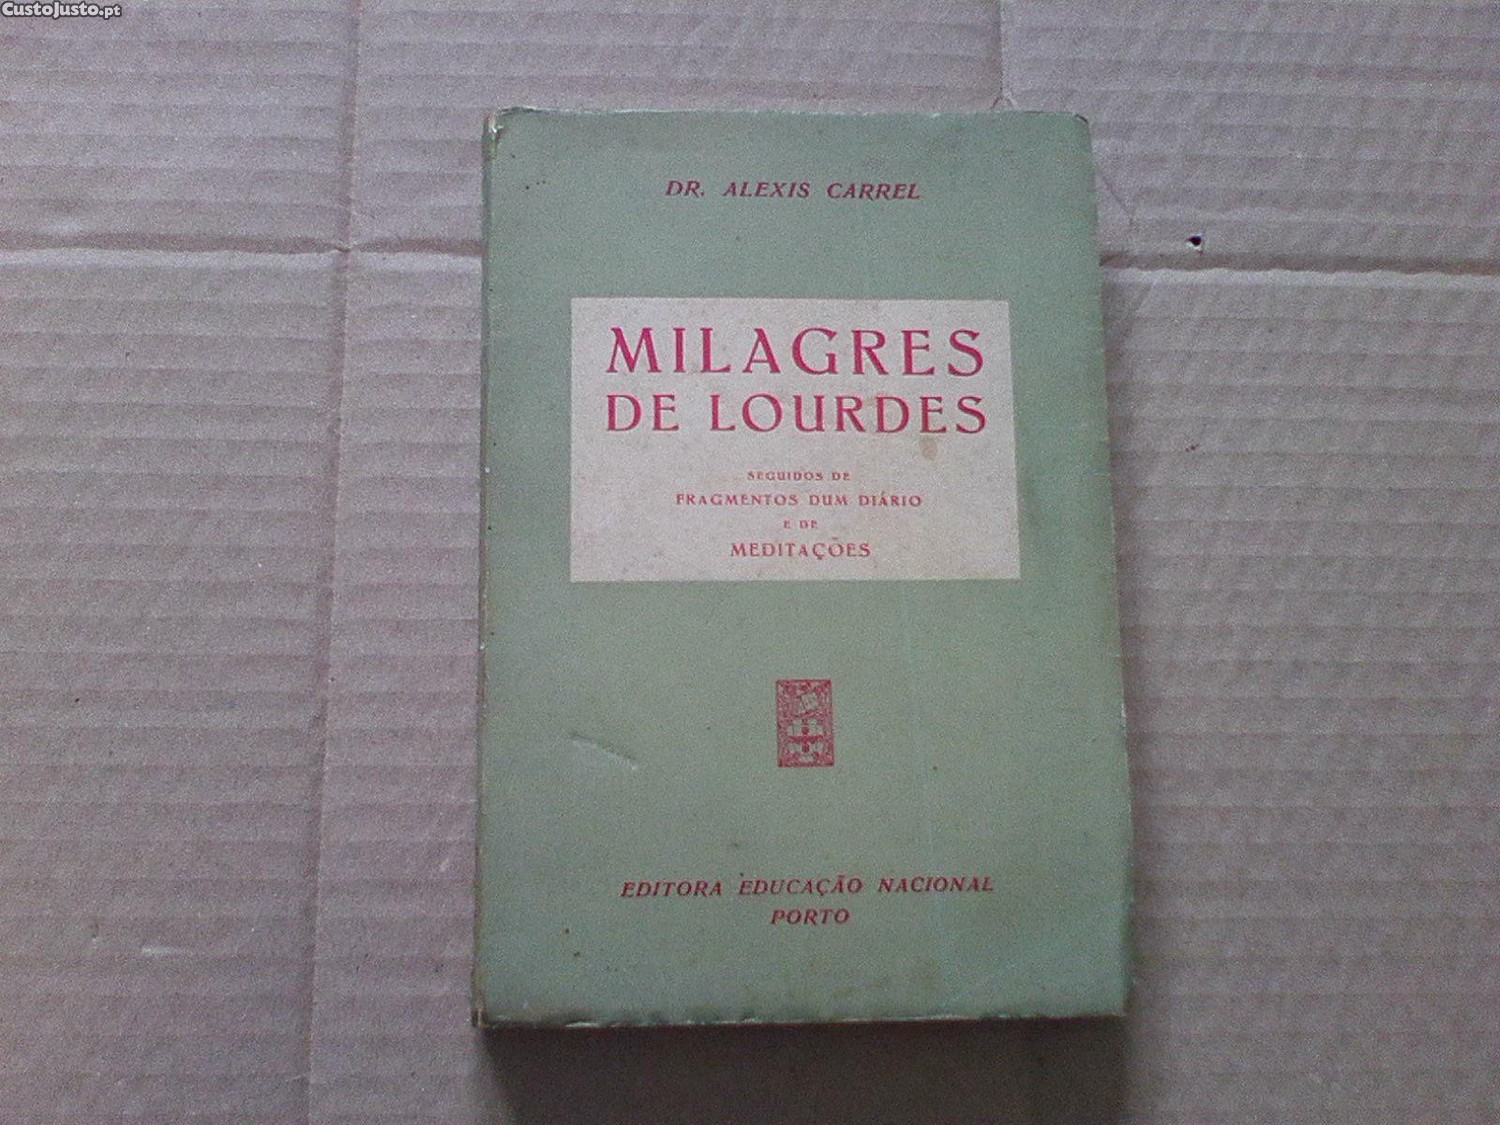 CustoJusto.pt
DR. ALEXIS CARREL
MILAGRES
DE LOURDES
SEGUIDOS DE
FRAGMENTOS DUM DIÁRIO
E DE
MEDITAÇÕES
EDITORA EDUCAÇÃO NACIONAL
PORTO